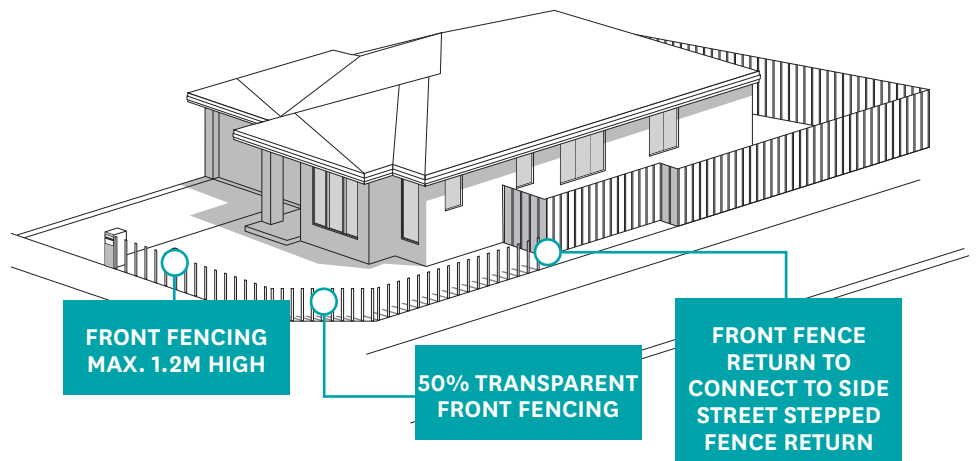 FRONT FENCING
MAX. 1.2M HIGH
50% TRANSPARENT
FRONT FENCING
FRONT FENCE
RETURN TO
CONNECT TO SIDE
STREET STEPPED
FENCE RETURN